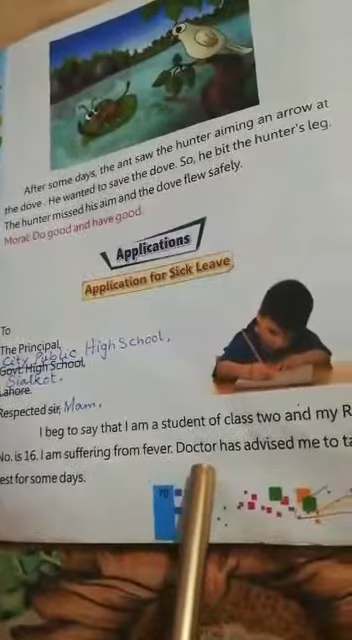 After some days, the ant saw the hunter aiming an arrow at
the dove. He wanted to save the dove. So, he bit the hunter's leg.
The hunter missed his aim and the dove flew safely.
Moral: Do good and have good.
Applications
Application for Sick Leave
To
The Principal,
City Public High School,
Govt. High School,
Sialkot.
Lahore.
Respected sir, Mam,
I beg to say that I am a student of class two and my R
No. is 16. I am suffering from fever. Doctor has advised me to ta
est for some days.
70